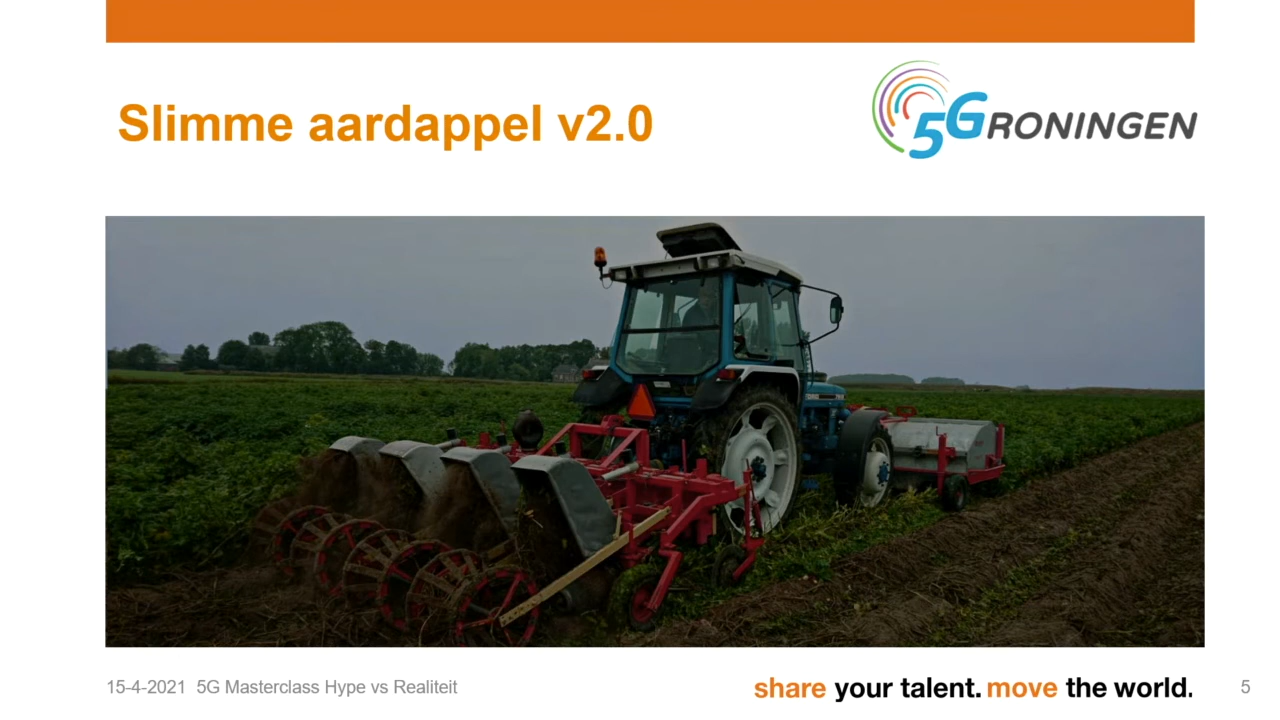 Slimme aardappel v2.0
5GRONINGEN
15-4-2021 5G Masterclass Hype vs Realiteit
share your talent. move the world.
5